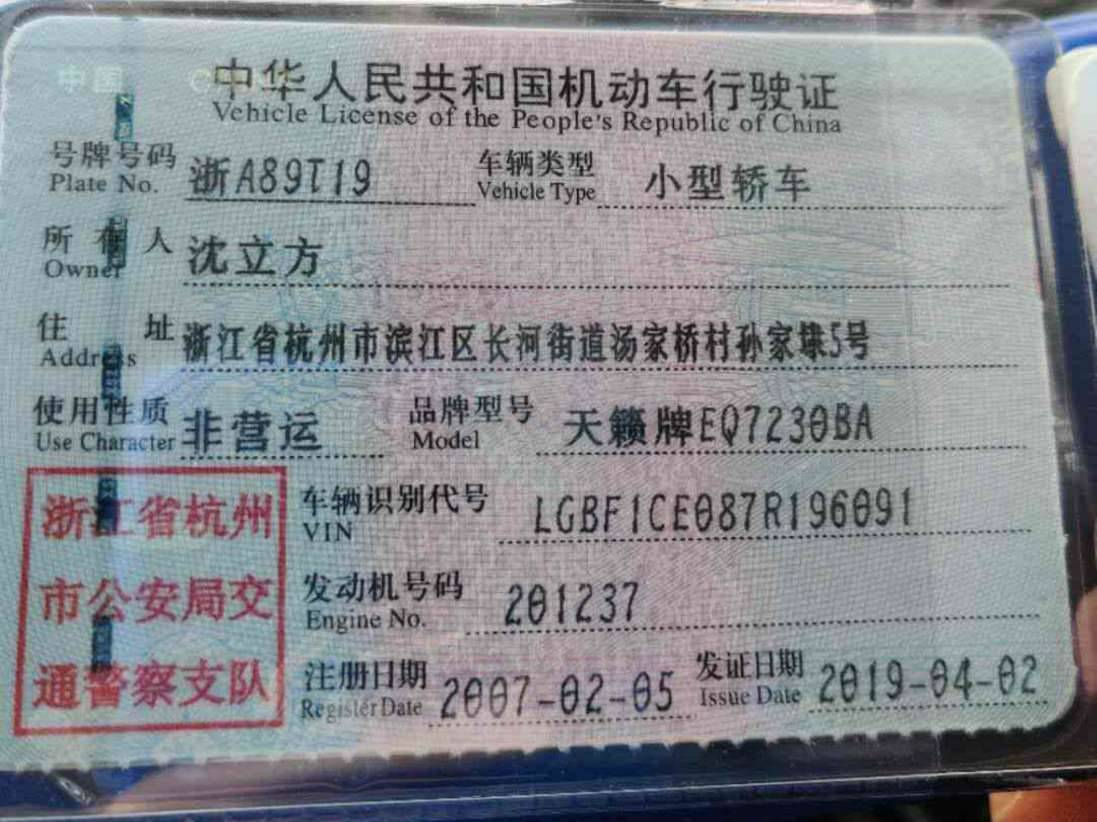 中华人民共和国机动车行驶证
Vehicle License of the People's Republic of China
号牌号码 浙A89T19 车辆类型 小型轿车
Plate No. Vehicle Type
所有人 沈立方
Owner
住址 浙江省杭州市滨江区长河街道汤家桥村孙家埭5号
Address
使用性质 非营运 品牌型号 天籁牌EQ7230BA
Use Character Model
浙江省杭州
市公安局交
通警察支队
车辆识别代号 LGBF1CE087R196091
VIN
发动机号码 201237
Engine No.
注册日期 2007-02-05 发证日期 2019-04-02
Register Date Issue Date